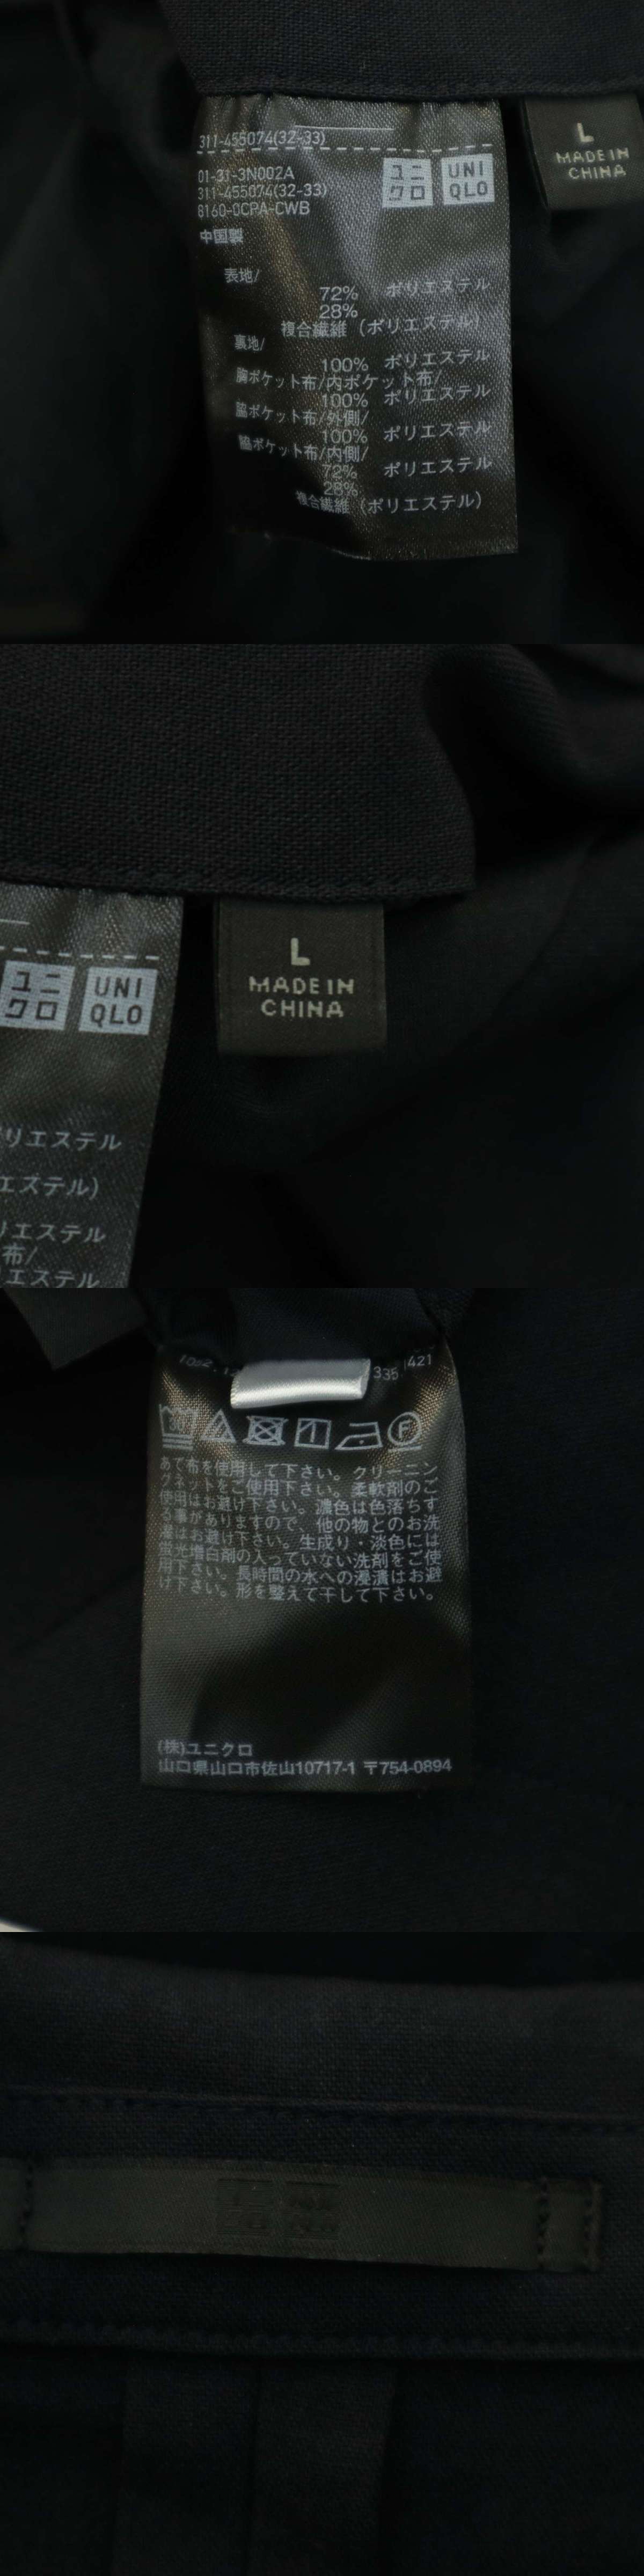 311-455074(32-33)
01-31-3N002A
311-455074(32-33)
8160-0CPA-CWB
ユニ
クロ
UNI
QLO
中国製
表地/
72% ポリエステル
28%
複合繊維（ポリエステル）
裏地/
100% ポリエステル
胸ポケット布/内ポケット布/
100% ポリエステル
脇ポケット布/外側/
100% ポリエステル
脇ポケット布/内側/
72% ポリエステル
28%
複合繊維（ポリエステル）
L
MADE IN
CHINA
ユニ
クロ
UNI
QLO
リエステル
エステル）
リエステル
布/
エステル
L
MADE IN
CHINA
335 421
あて布を使用して下さい。クリーニン
グネットをご使用下さい。柔軟剤のご
使用はお避け下さい。濃色は色落ちす
る事がありますので、他の物とのお洗
濯はお避け下さい。生成り・淡色には
蛍光増白剤の入っていない洗剤をご使
用下さい。長時間の水への浸漬はお避
け下さい。形を整えて干して下さい。
(株)ユニクロ
山口県山口市佐山10717-1 〒754-0894